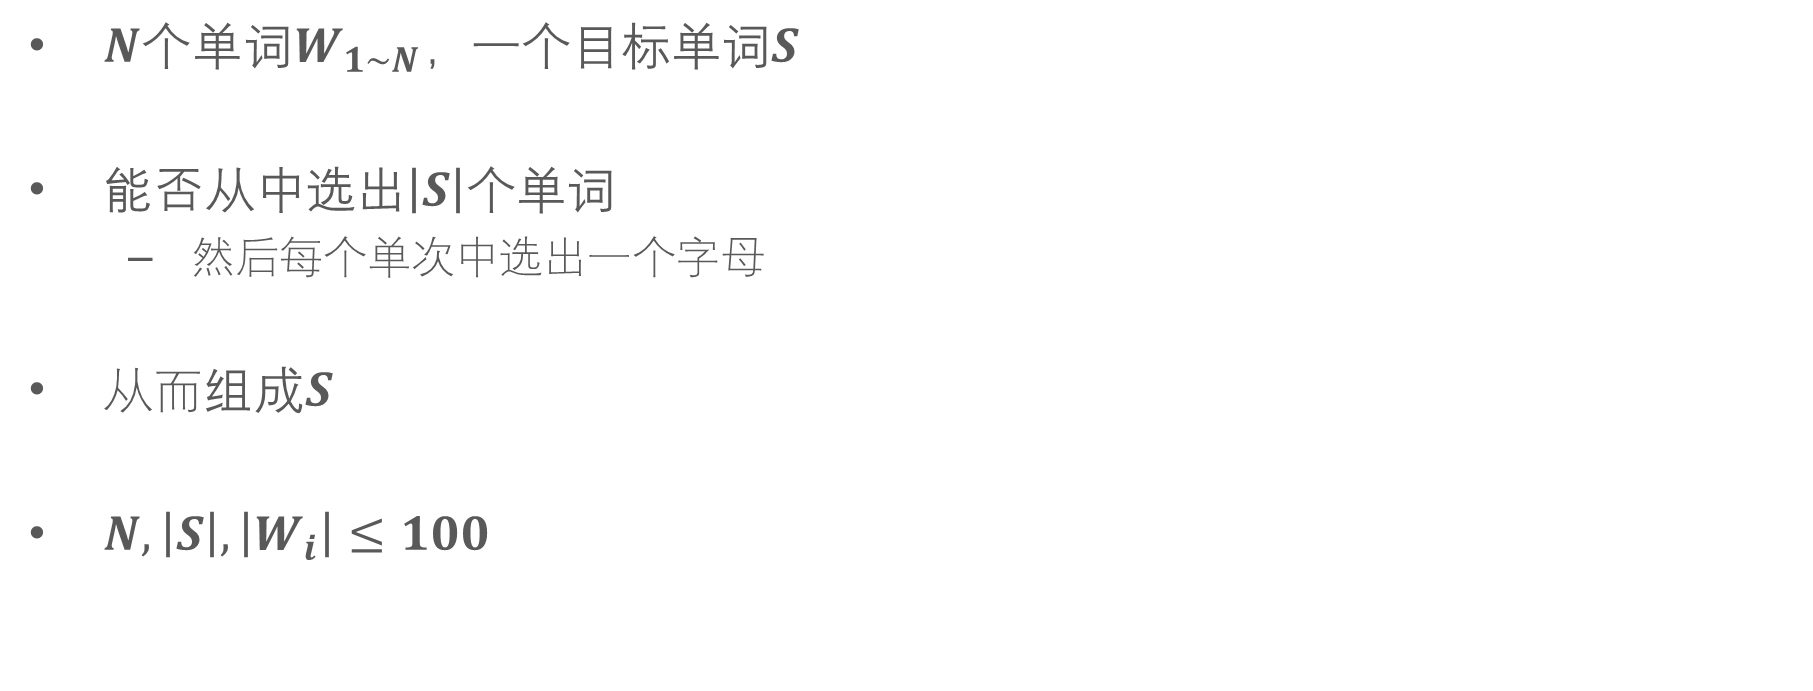 • N个单词W1~N，一个目标单词S
• 能否从中选出|S|个单词
– 然后每个单次中选出一个字母
• 从而组成S
• N, |S|, |Wi| ≤ 100